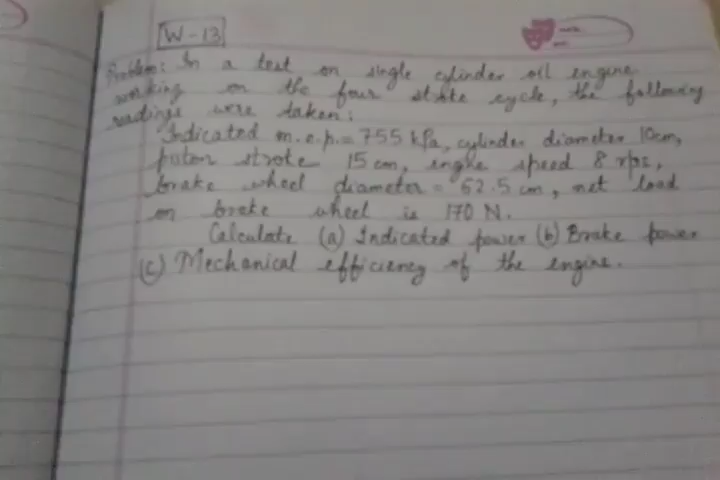 W-13
Problem: In a test on single cylinder oil engine
working on the four stroke cycle, the following
readings were taken:
Indicated m.e.p. = 755 kPa, cylinder diameter 10cm,
piston stroke 15 cm, engine speed 8 rps,
brake wheel diameter = 62.5 cm, net load
on brake wheel is 170 N.
Calculate (a) Indicated power (b) Brake power
(c) Mechanical efficiency of the engine.